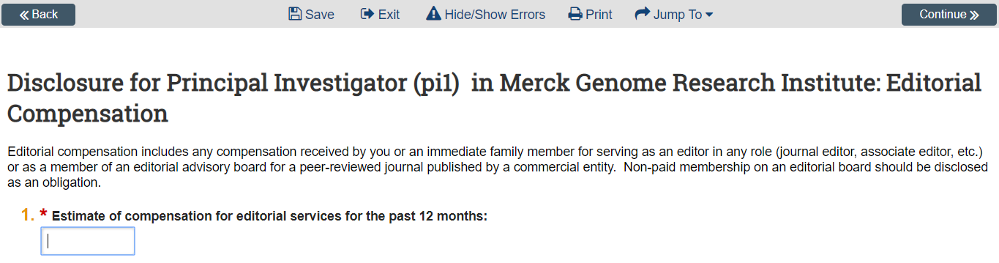 Back Save Exit Hide/Show Errors Print Jump To Continue
Disclosure for Principal Investigator (pi1) in Merck Genome Research Institute: Editorial
Compensation
Editorial compensation includes any compensation received by you or an immediate family member for serving as an editor in any role (journal editor, associate editor, etc.)
or as a member of an editorial advisory board for a peer-reviewed journal published by a commercial entity. Non-paid membership on an editorial board should be disclosed
as an obligation.
1. * Estimate of compensation for editorial services for the past 12 months: